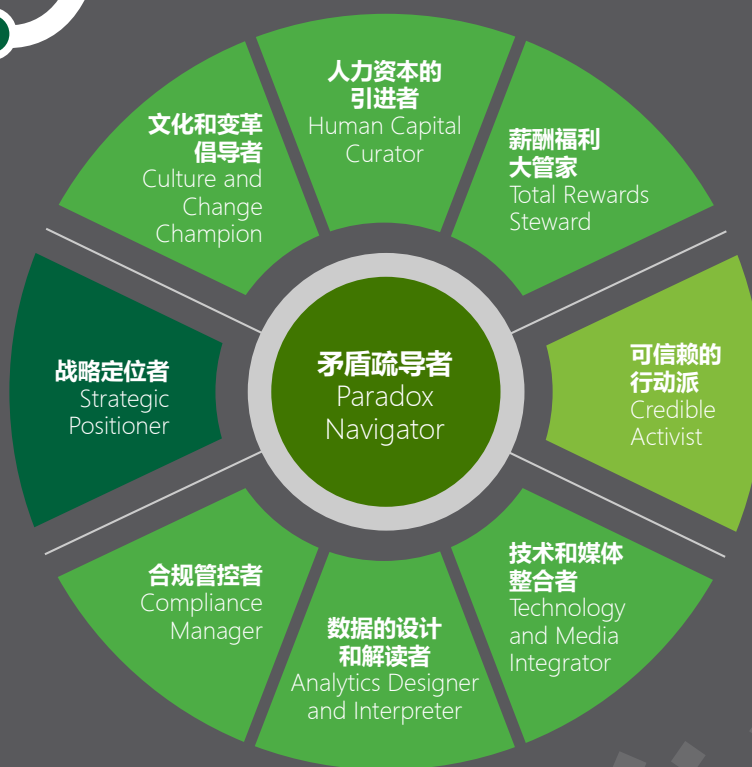 人力资本的
引进者
Human Capital
Curator
文化和变革
倡导者
Culture and
Change
Champion
薪酬福利
大管家
Total Rewards
Steward
战略定位者
Strategic
Positioner
矛盾疏导者
Paradox
Navigator
可信赖的
行动派
Credible
Activist
合规管控者
Compliance
Manager
数据的设计
和解读者
Analytics Designer
and Interpreter
技术和媒体
整合者
Technology
and Media
Integrator